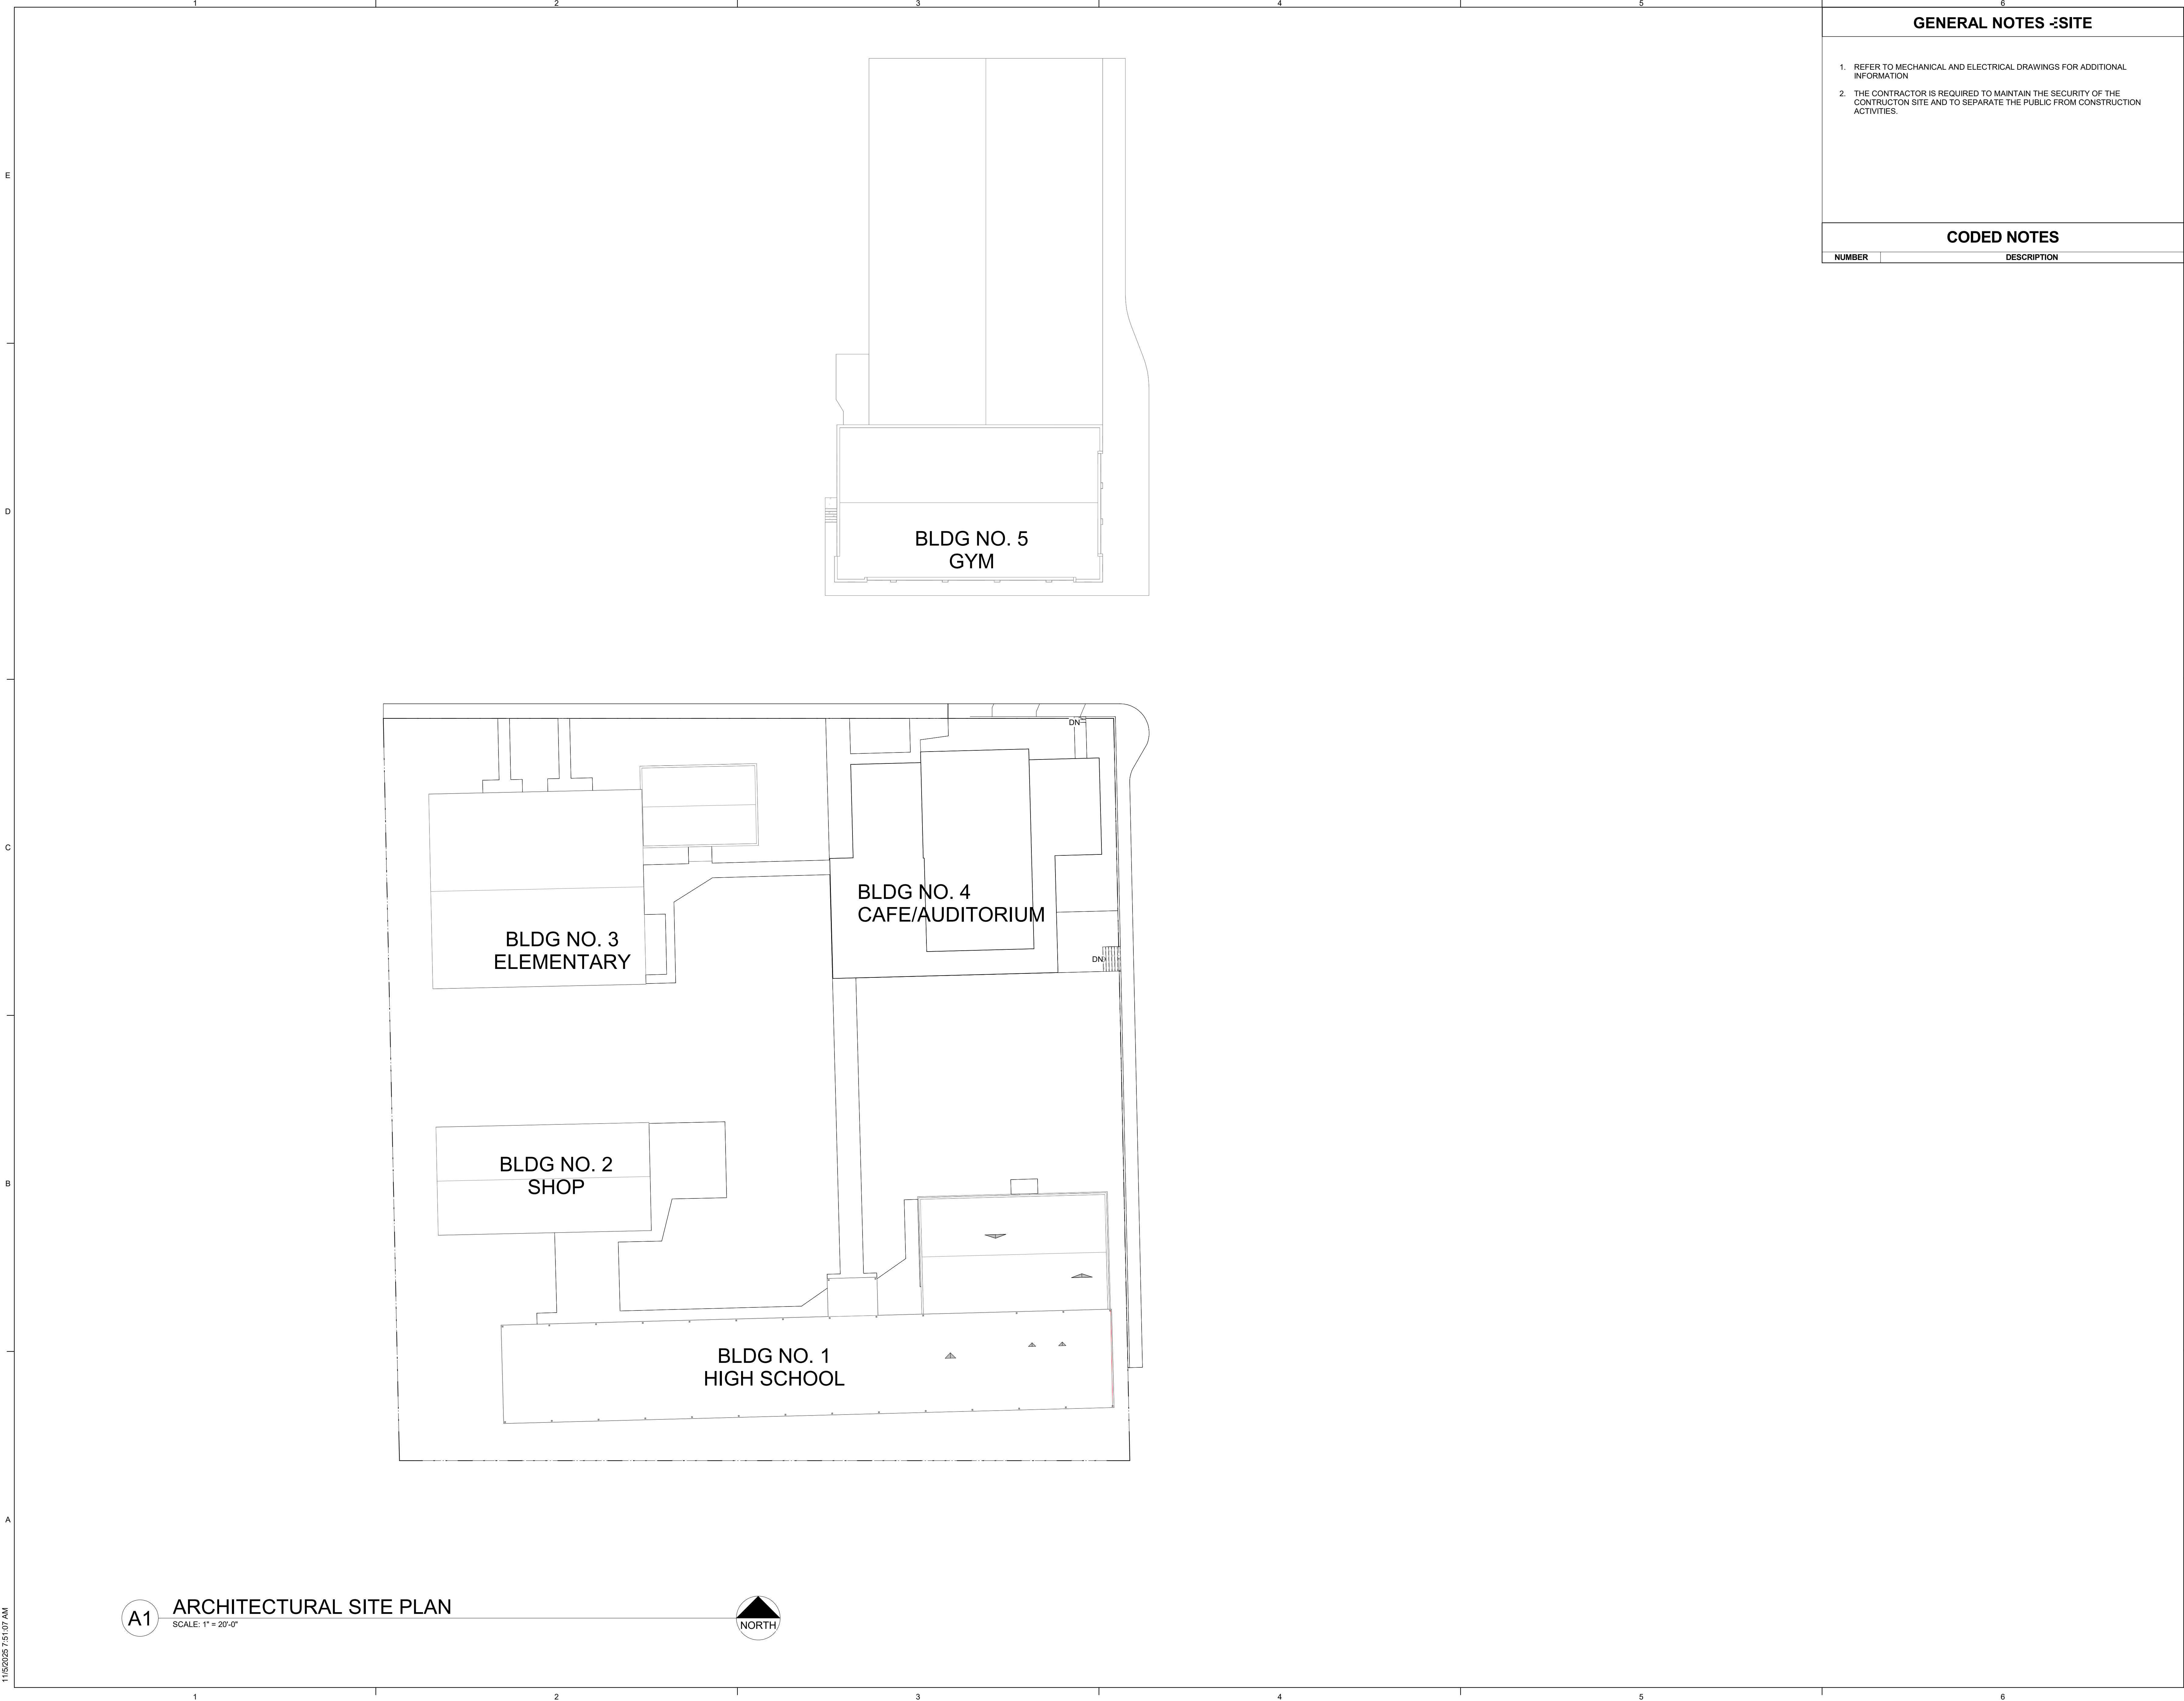 1 2 3 4 5 6
GENERAL NOTES - SITE
1. REFER TO MECHANICAL AND ELECTRICAL DRAWINGS FOR ADDITIONAL
INFORMATION
2. THE CONTRACTOR IS REQUIRED TO MAINTAIN THE SECURITY OF THE
CONTRUCTON SITE AND TO SEPARATE THE PUBLIC FROM CONSTRUCTION
ACTIVITIES.
CODED NOTES
NUMBER DESCRIPTION
E
D
BLDG NO. 5
GYM
DN
C
BLDG NO. 4
CAFE/AUDITORIUM
BLDG NO. 3
ELEMENTARY
DN
B
BLDG NO. 2
SHOP
BLDG NO. 1
HIGH SCHOOL
A
A1
ARCHITECTURAL SITE PLAN
SCALE: 1" = 20'-0"
NORTH
11/5/2025 7:51:07 AM
1 2 3 4 5 6